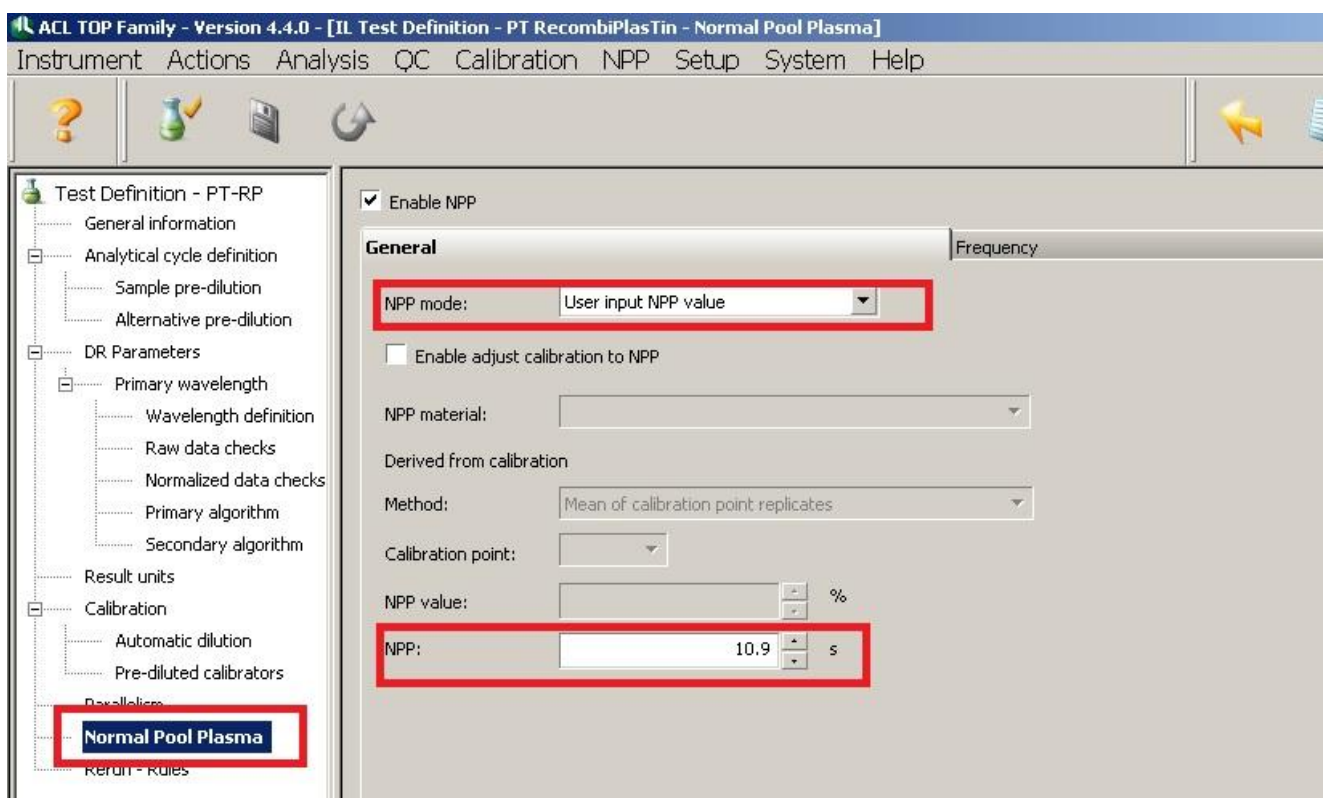 ACL TOP Family - Version 4.4.0 - [IL Test Definition - PT RecombiPlasTin - Normal Pool Plasma]
Instrument Actions Analysis QC Calibration NPP Setup System Help
Test Definition - PT-RP
General information
Analytical cycle definition
Sample pre-dilution
Alternative pre-dilution
DR Parameters
Primary wavelength
Wavelength definition
Raw data checks
Normalized data checks
Primary algorithm
Secondary algorithm
Result units
Calibration
Automatic dilution
Pre-diluted calibrators
Parallelism
Normal Pool Plasma
Rerun - Rules
Enable NPP
General Frequency
NPP mode: User input NPP value
Enable adjust calibration to NPP
NPP material:
Derived from calibration
Method: Mean of calibration point replicates
Calibration point:
NPP value: %
NPP: 10.9 s